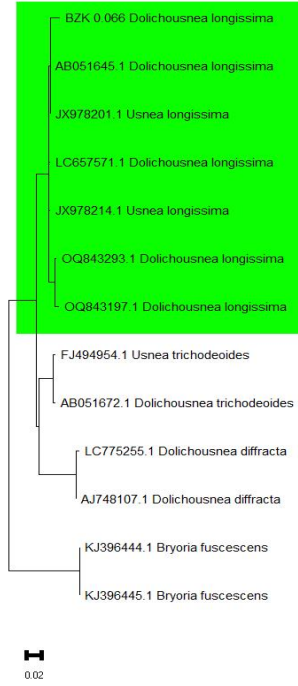 BZK 0.066 Dolichousnea longissima
AB051645.1 Dolichousnea longissima
JX978201.1 Usnea longissima
LC657571.1 Dolichousnea longissima
JX978214.1 Usnea longissima
OQ843293.1 Dolichousnea longissima
OQ843197.1 Dolichousnea longissima
FJ494954.1 Usnea trichodeoides
AB051672.1 Dolichousnea trichodeoides
LC775255.1 Dolichousnea diffracta
AJ748107.1 Dolichousnea diffracta
KJ396444.1 Bryoria fuscescens
KJ396445.1 Bryoria fuscescens
0.02